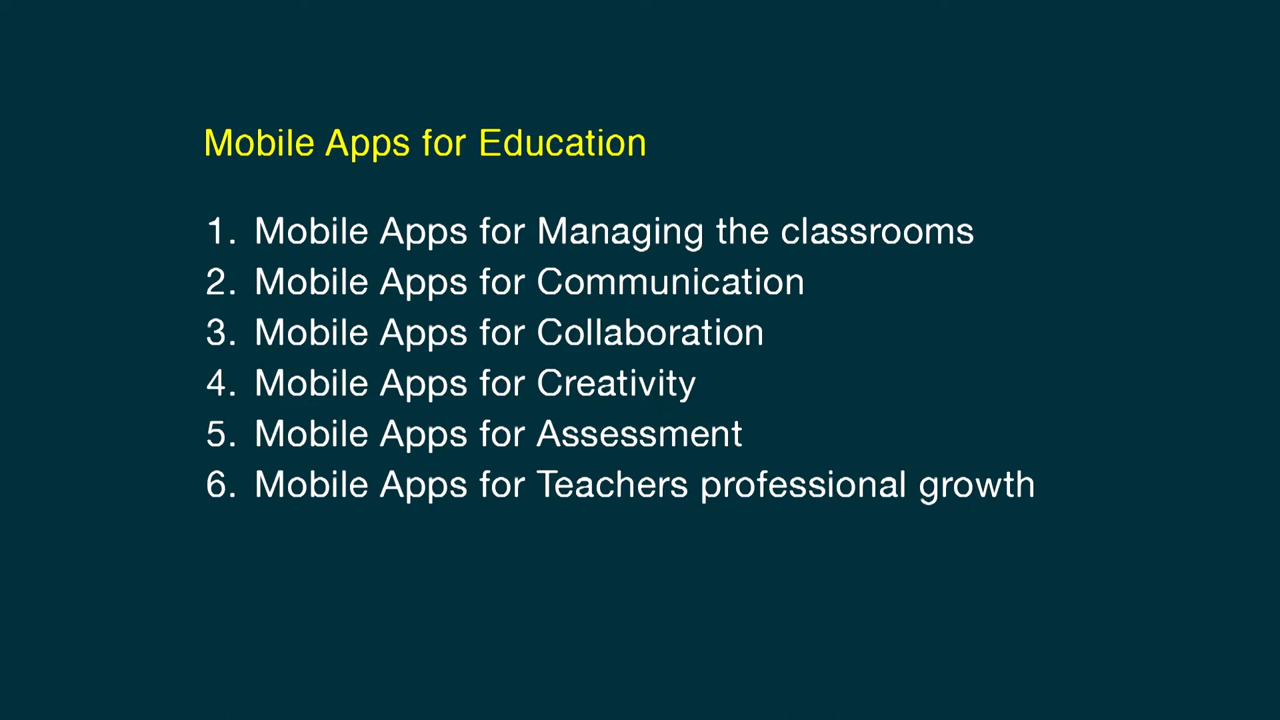 Mobile Apps for Education
1. Mobile Apps for Managing the classrooms
2. Mobile Apps for Communication
3. Mobile Apps for Collaboration
4. Mobile Apps for Creativity
5. Mobile Apps for Assessment
6. Mobile Apps for Teachers professional growth